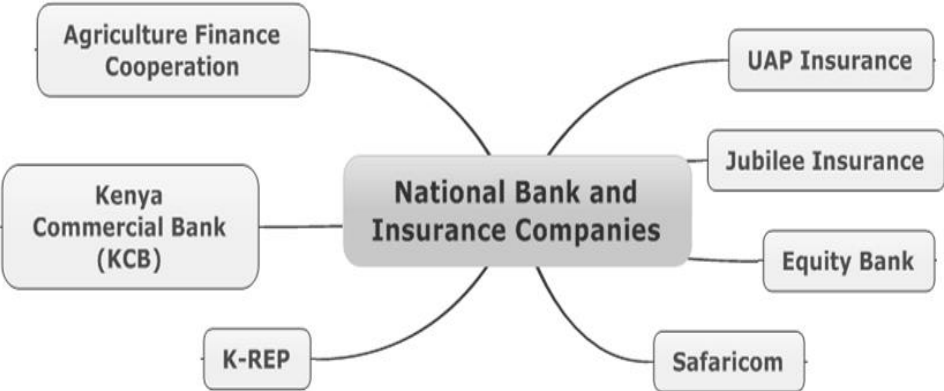 Agriculture Finance
Cooperation
UAP Insurance
Jubilee Insurance
National Bank and
Insurance Companies
Kenya
Commercial Bank
(KCB)
Equity Bank
K-REP
Safaricom